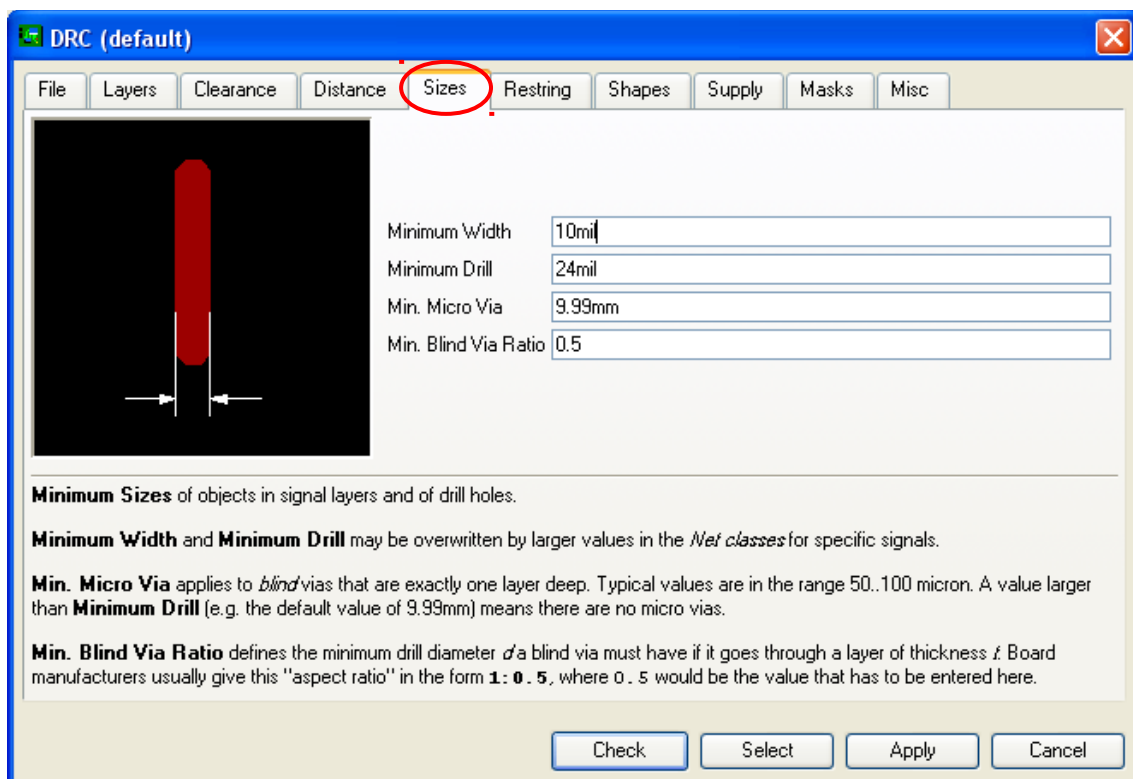 DRC (default)
File Layers Clearance Distance Sizes Restring Shapes Supply Masks Misc
Minimum Width 10mil
Minimum Drill 24mil
Min. Micro Via 9.99mm
Min. Blind Via Ratio 0.5
Minimum Sizes of objects in signal layers and of drill holes.
Minimum Width and Minimum Drill may be overwritten by larger values in the Net classes for specific signals.
Min. Micro Via applies to blind vias that are exactly one layer deep. Typical values are in the range 50..100 micron. A value larger
than Minimum Drill (e.g. the default value of 9.99mm) means there are no micro vias.
Min. Blind Via Ratio defines the minimum drill diameter d a blind via must have if it goes through a layer of thickness t. Board
manufacturers usually give this "aspect ratio" in the form 1:0.5, where 0.5 would be the value that has to be entered here.
Check Select Apply Cancel